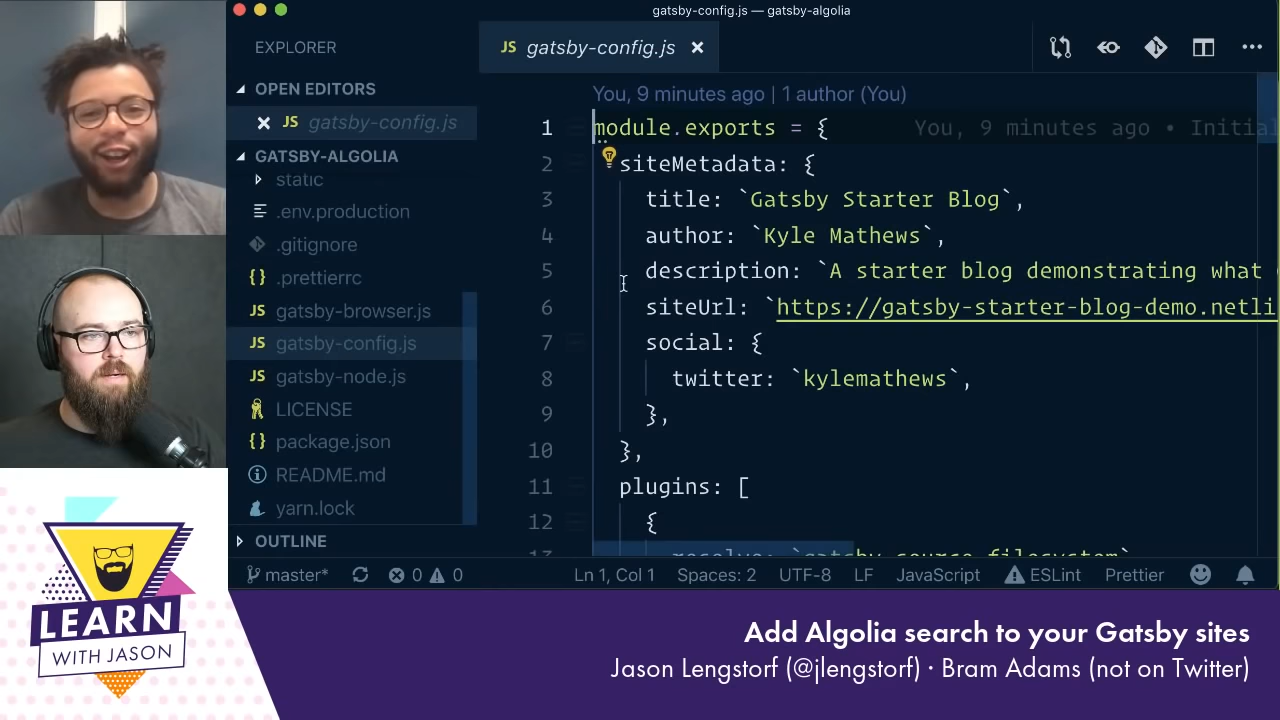 gatsby-config.js — gatsby-algolia
EXPLORER
OPEN EDITORS
JS gatsby-config.js
GATSBY-ALGOLIA
static
.env.production
.gitignore
{} .prettierrc
JS gatsby-browser.js
JS gatsby-config.js
JS gatsby-node.js
LICENSE
{} package.json
README.md
yarn.lock
OUTLINE
JS gatsby-config.js
You, 9 minutes ago | 1 author (You)
1 module.exports = { You, 9 minutes ago • Initial
2 siteMetadata: {
3 title: `Gatsby Starter Blog`,
4 author: `Kyle Mathews`,
5 description: `A starter blog demonstrating what
6 siteUrl: `https://gatsby-starter-blog-demo.netli
7 social: {
8 twitter: `kylemathews`,
9 },
10 },
11 plugins: [
12 {
13 resolve: `gatsby-source-filesystem`
master* 0 0 Ln 1, Col 1 Spaces: 2 UTF-8 LF JavaScript ESLint Prettier
LEARN
WITH JASON
Add Algolia search to your Gatsby sites
Jason Lengstorf (@jlengstorf) · Bram Adams (not on Twitter)